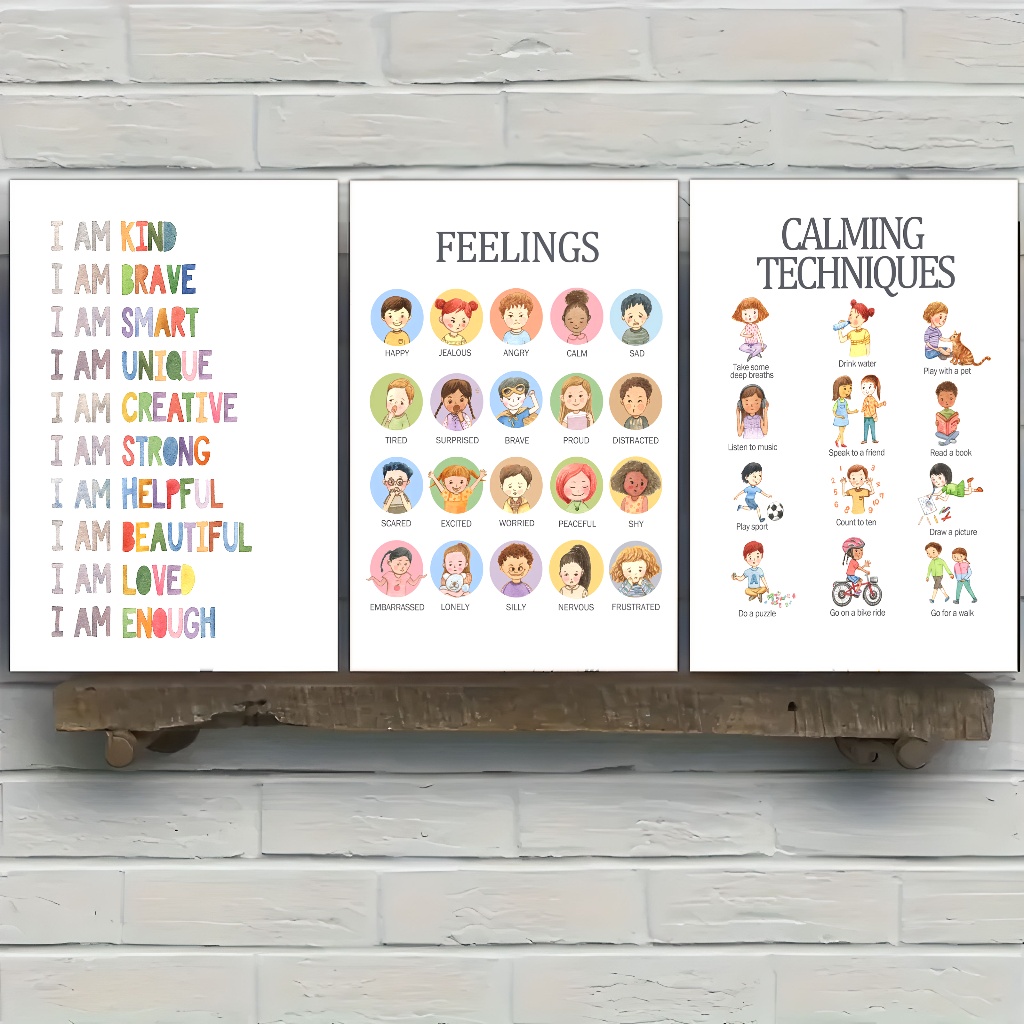 I AM KIND
I AM BRAVE
I AM SMART
I AM UNIQUE
I AM CREATIVE
I AM STRONG
I AM HELPFUL
I AM BEAUTIFUL
I AM LOVED
I AM ENOUGH
FEELINGS
HAPPY JEALOUS ANGRY CALM SAD
TIRED SURPRISED BRAVE PROUD DISTRACTED
SCARED EXCITED WORRIED PEACEFUL SHY
EMBARRASSED LONELY SILLY NERVOUS FRUSTRATED
CALMING
TECHNIQUES
Take some
deep breaths
Drink water
Play with a pet
Listen to music
Speak to a friend
Read a book
Play sport
Count to ten
Draw a picture
Do a puzzle
Go on a bike ride
Go for a walk